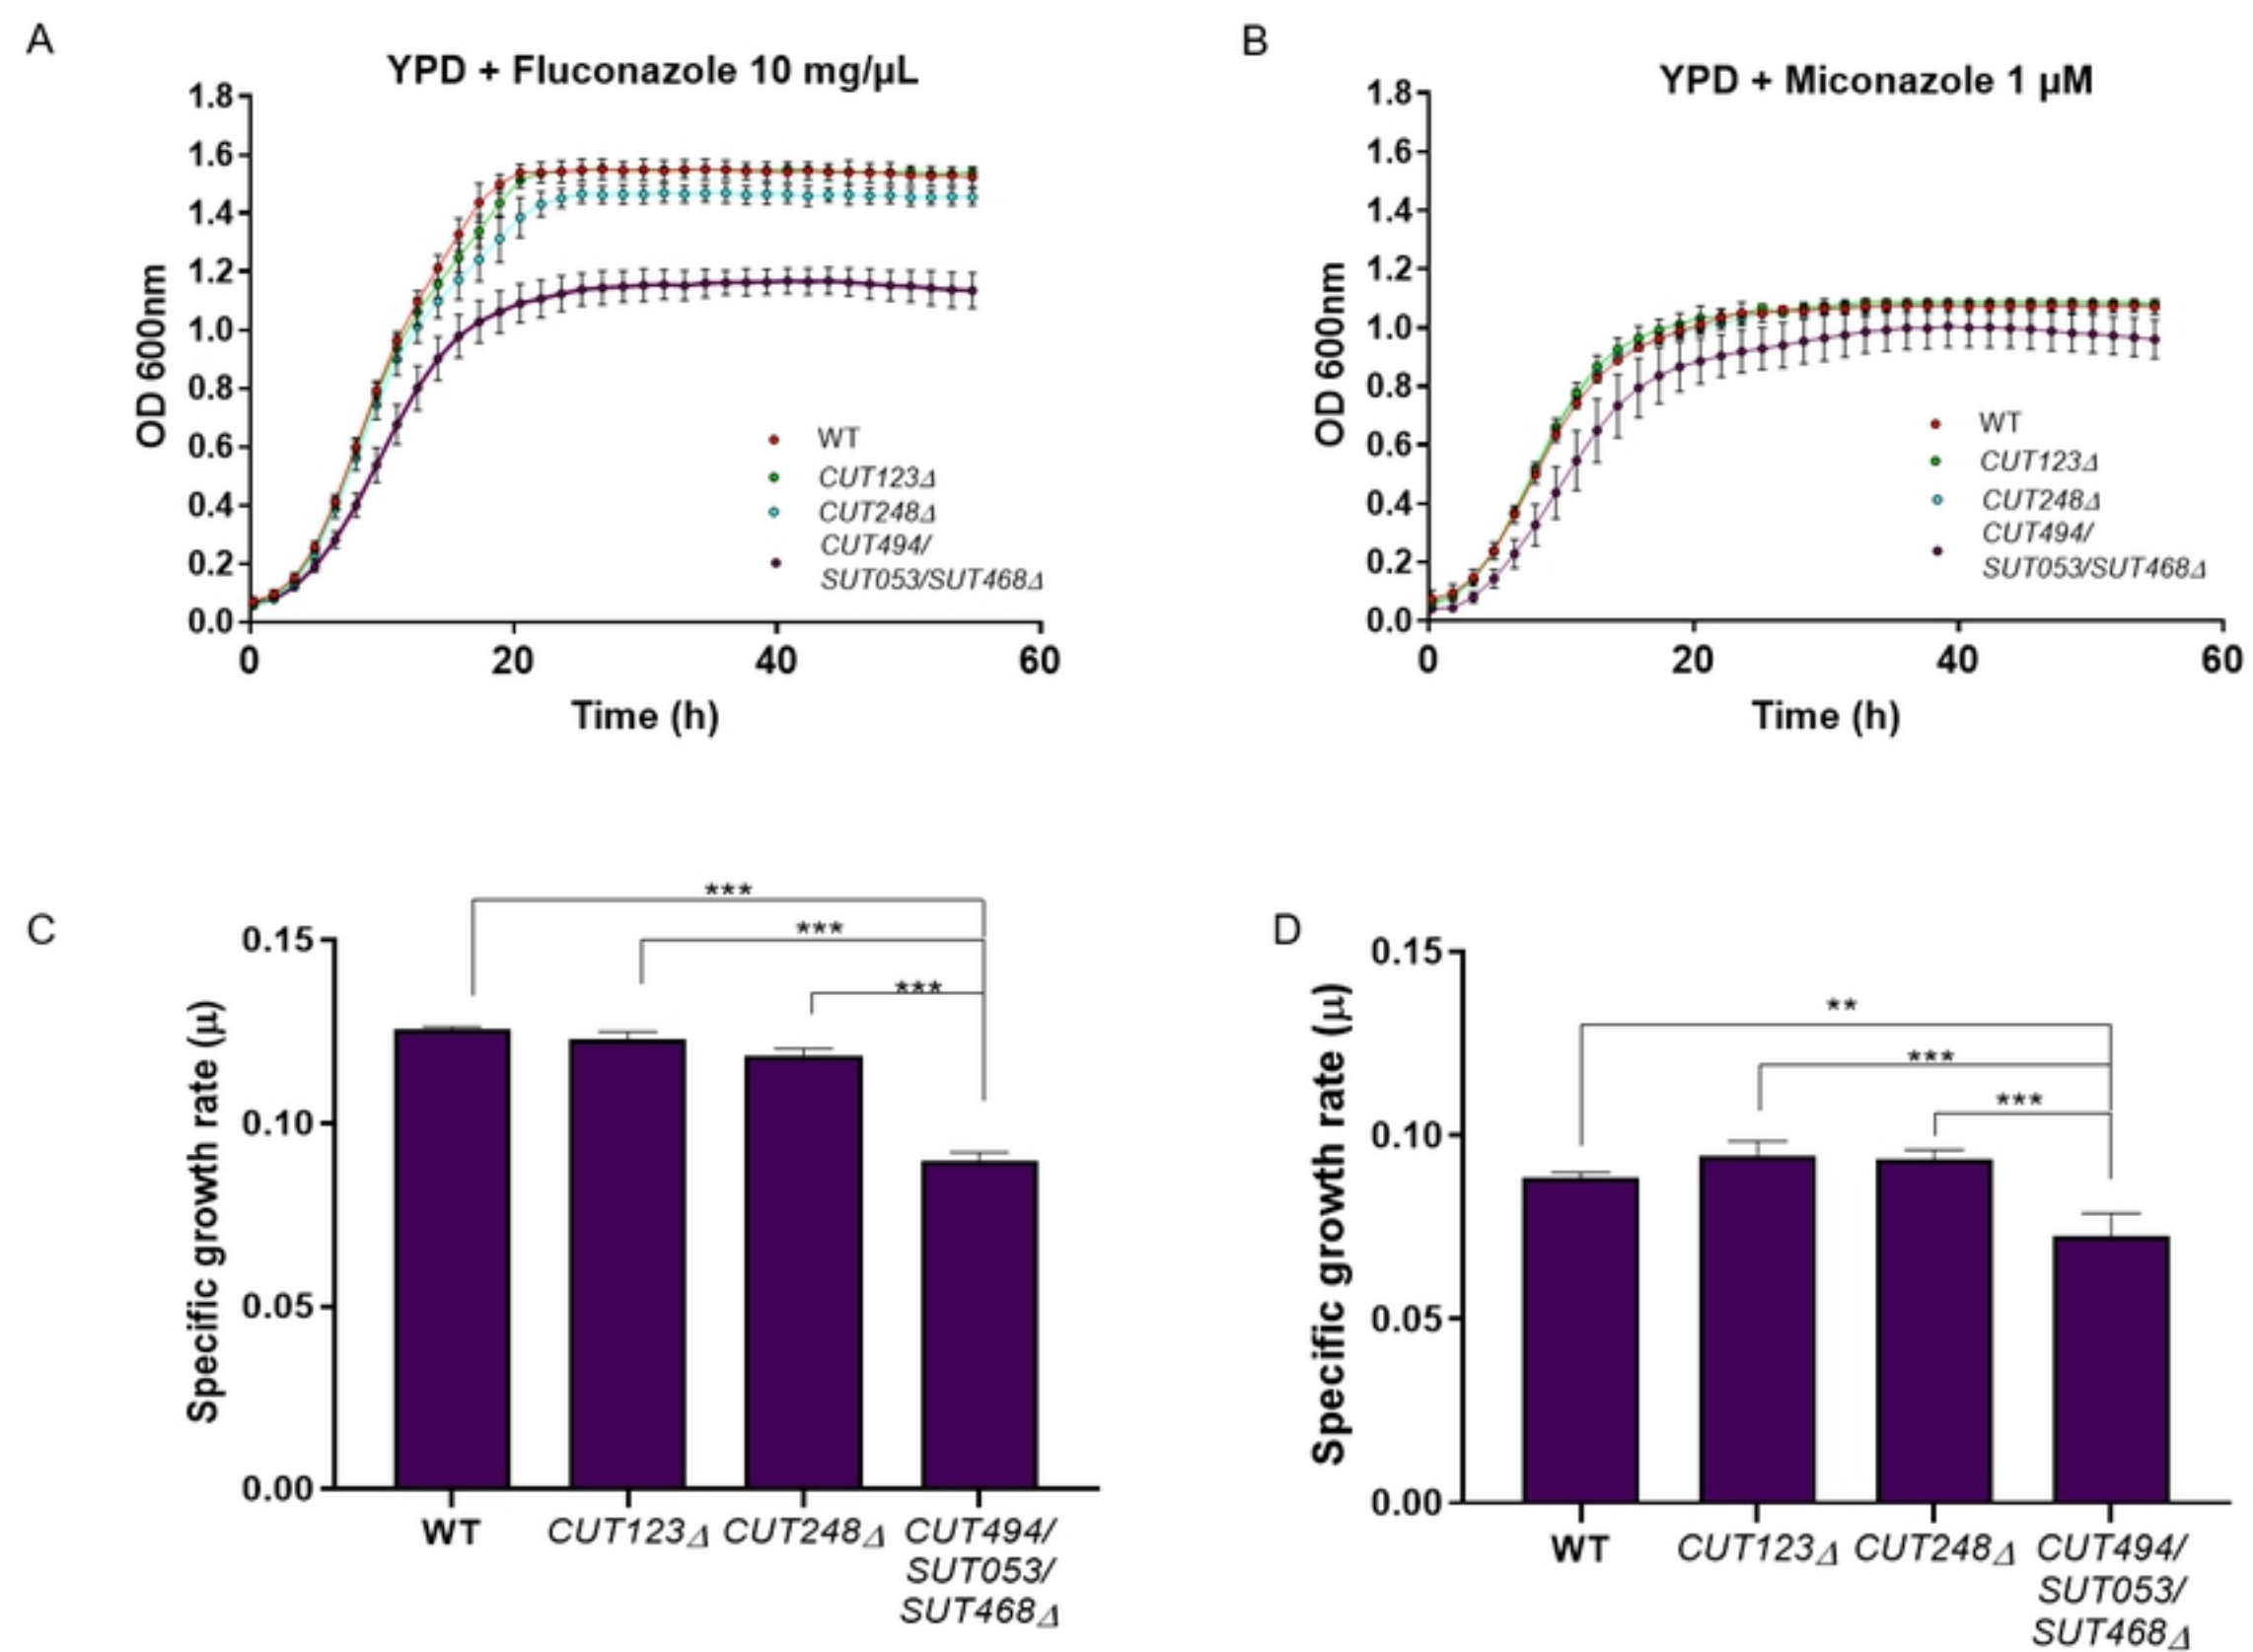 A
YPD + Fluconazole 10 mg/µL
1.8
1.6
1.4
1.2
1.0
0.8
0.6
0.4
0.2
0.0
OD 600nm
WT
CUT123Δ
CUT248Δ
CUT494/
SUT053/SUT468Δ
0 20 40 60
Time (h)
B
YPD + Miconazole 1 µM
1.8
1.6
1.4
1.2
1.0
0.8
0.6
0.4
0.2
0.0
OD 600nm
WT
CUT123Δ
CUT248Δ
CUT494/
SUT053/SUT468Δ
0 20 40 60
Time (h)
C
***
***
***
0.15
0.10
0.05
0.00
Specific growth rate (µ)
WT CUT123Δ CUT248Δ CUT494/
SUT053/
SUT468Δ
D
**
***
***
0.15
0.10
0.05
0.00
Specific growth rate (µ)
WT CUT123Δ CUT248Δ CUT494/
SUT053/
SUT468Δ